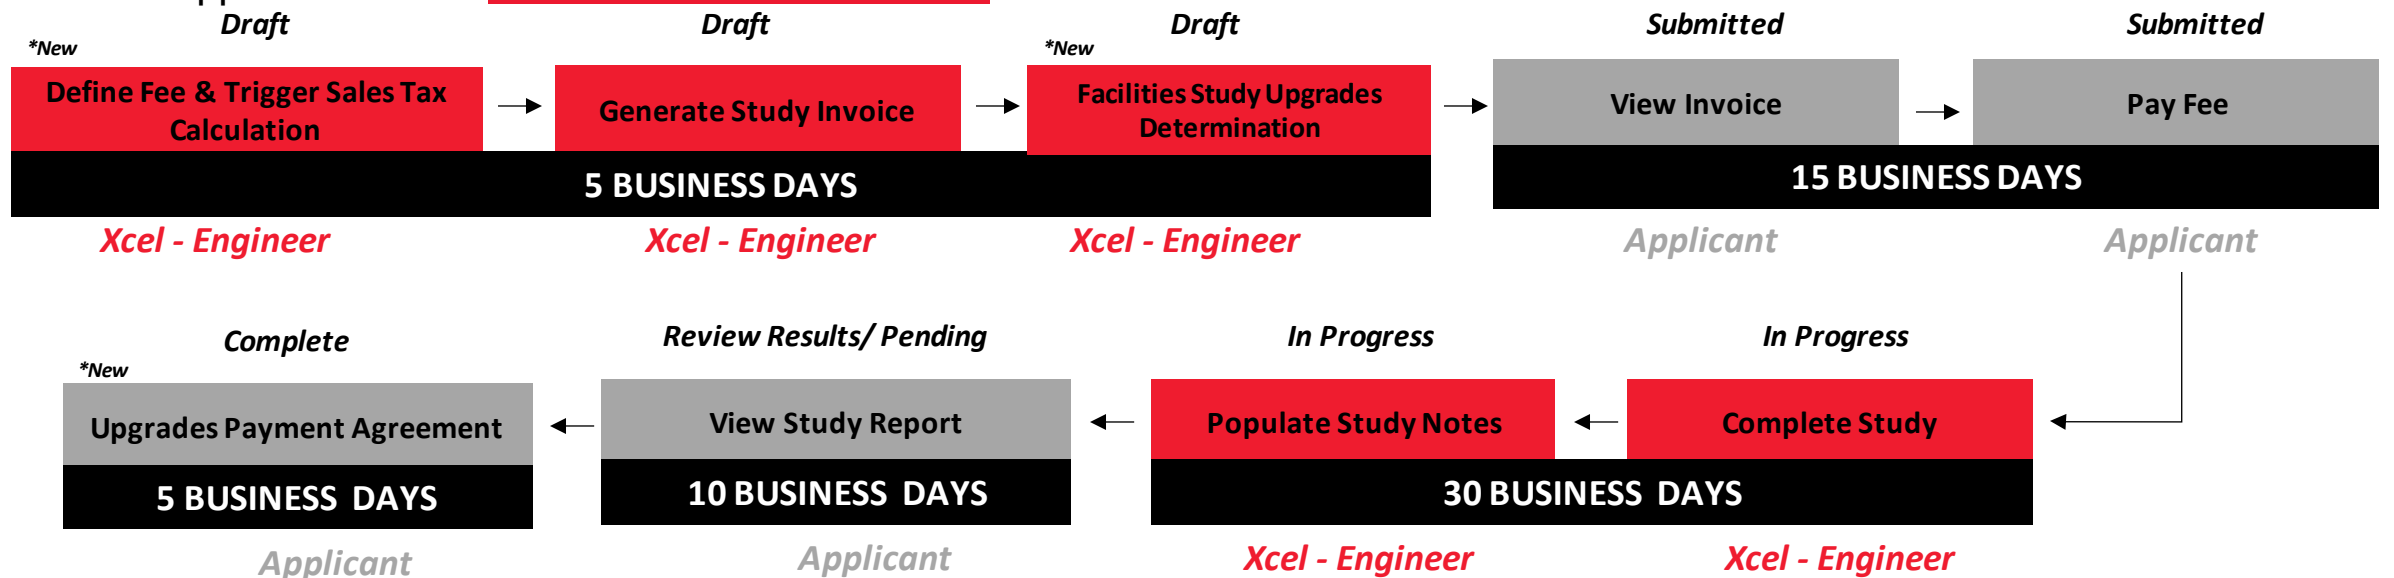 Draft
Draft
Draft
Submitted
Submitted
*New
*New
Define Fee & Trigger Sales Tax
Calculation
Generate Study Invoice
Facilities Study Upgrades
Determination
View Invoice
Pay Fee
5 BUSINESS DAYS
15 BUSINESS DAYS
Xcel - Engineer
Xcel - Engineer
Xcel - Engineer
Applicant
Applicant
Complete
Review Results/ Pending
In Progress
In Progress
*New
Upgrades Payment Agreement
View Study Report
Populate Study Notes
Complete Study
5 BUSINESS DAYS
10 BUSINESS DAYS
30 BUSINESS DAYS
Applicant
Applicant
Xcel - Engineer
Xcel - Engineer